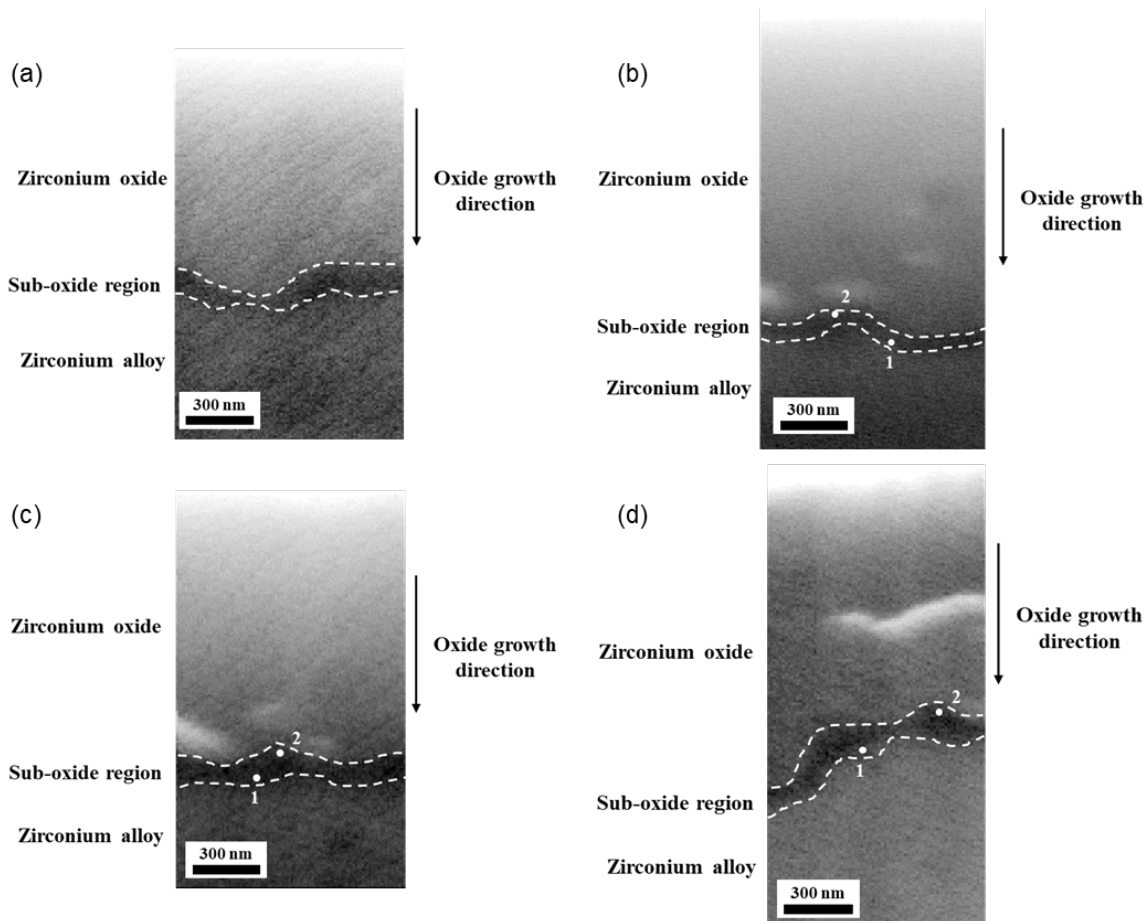 (a)
Zirconium oxide
Oxide growth
direction
Sub-oxide region
Zirconium alloy
300 nm
(b)
Zirconium oxide
Oxide growth
direction
2
Sub-oxide region
1
Zirconium alloy
300 nm
(c)
Zirconium oxide
Oxide growth
direction
2
Sub-oxide region
1
Zirconium alloy
300 nm
(d)
Oxide growth
direction
Zirconium oxide
2
1
Sub-oxide region
Zirconium alloy
300 nm